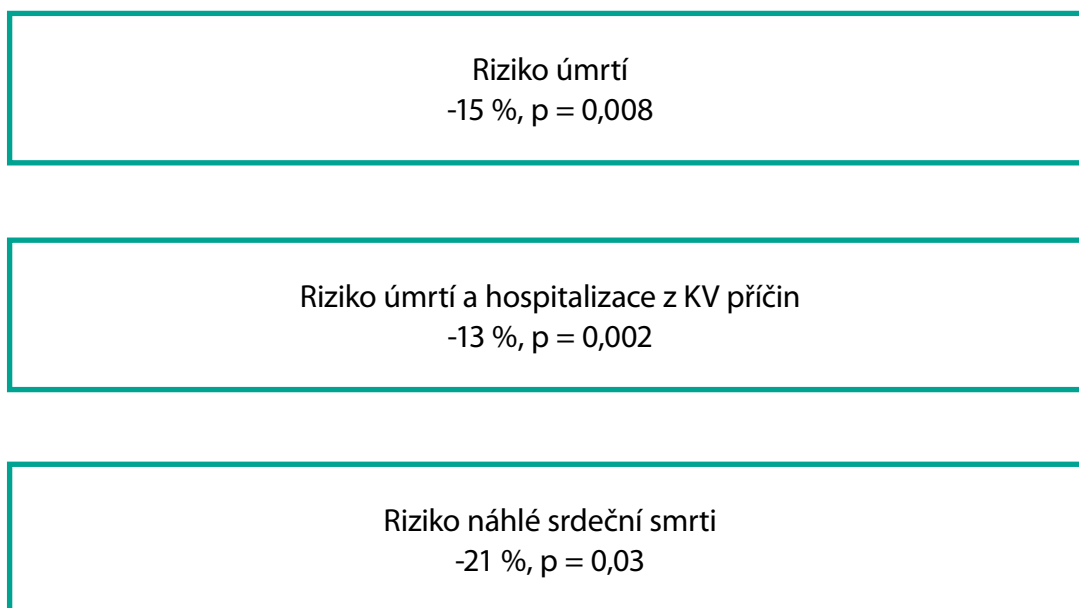 Riziko úmrtí
-15 %, p = 0,008
Riziko úmrtí a hospitalizace z KV příčin
-13 %, p = 0,002
Riziko náhlé srdeční smrti
-21 %, p = 0,03